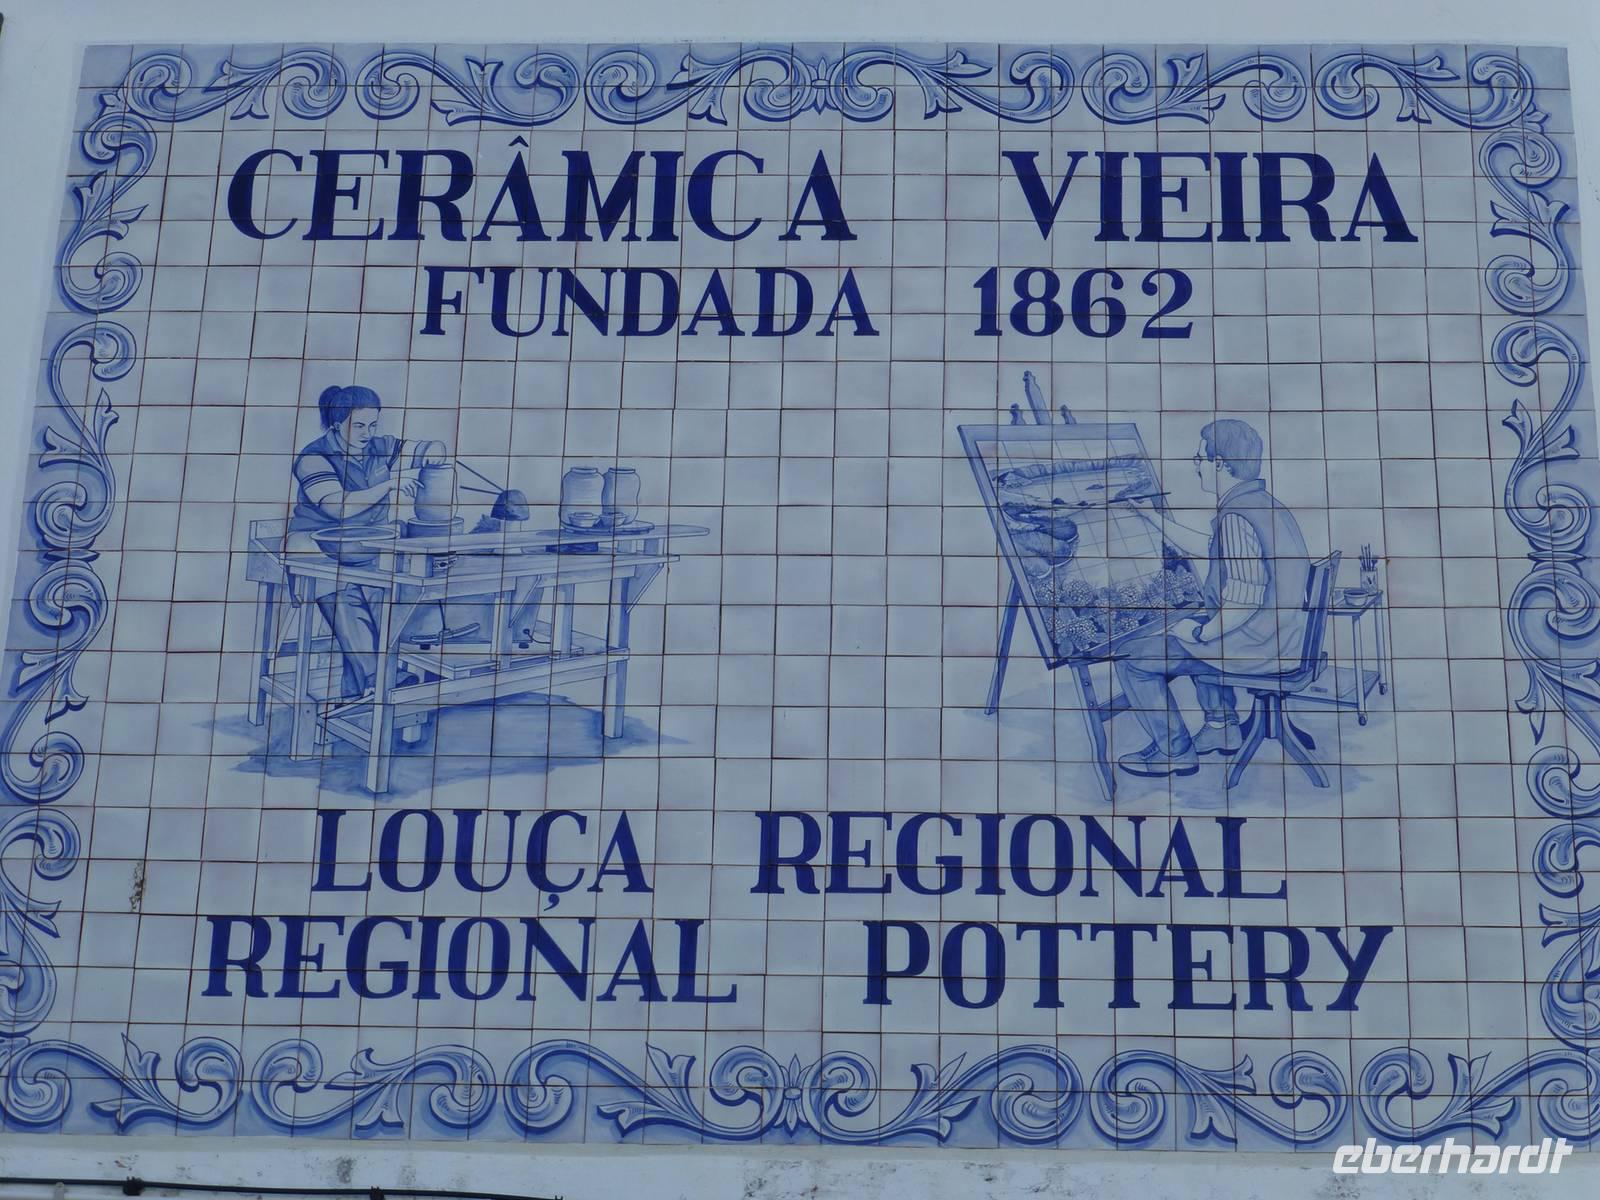 CERÂMICA VIEIRA
FUNDADA 1862
LOUÇA REGIONAL
REGIONAL POTTERY
eberhardt